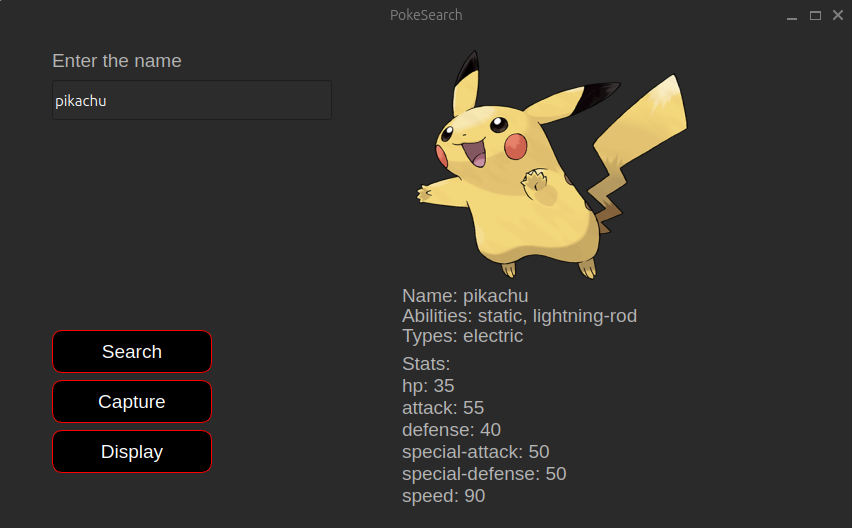 PokeSearch
Enter the name
pikachu
Search
Capture
Display
Name: pikachu
Abilities: static, lightning-rod
Types: electric
Stats:
hp: 35
attack: 55
defense: 40
special-attack: 50
special-defense: 50
speed: 90